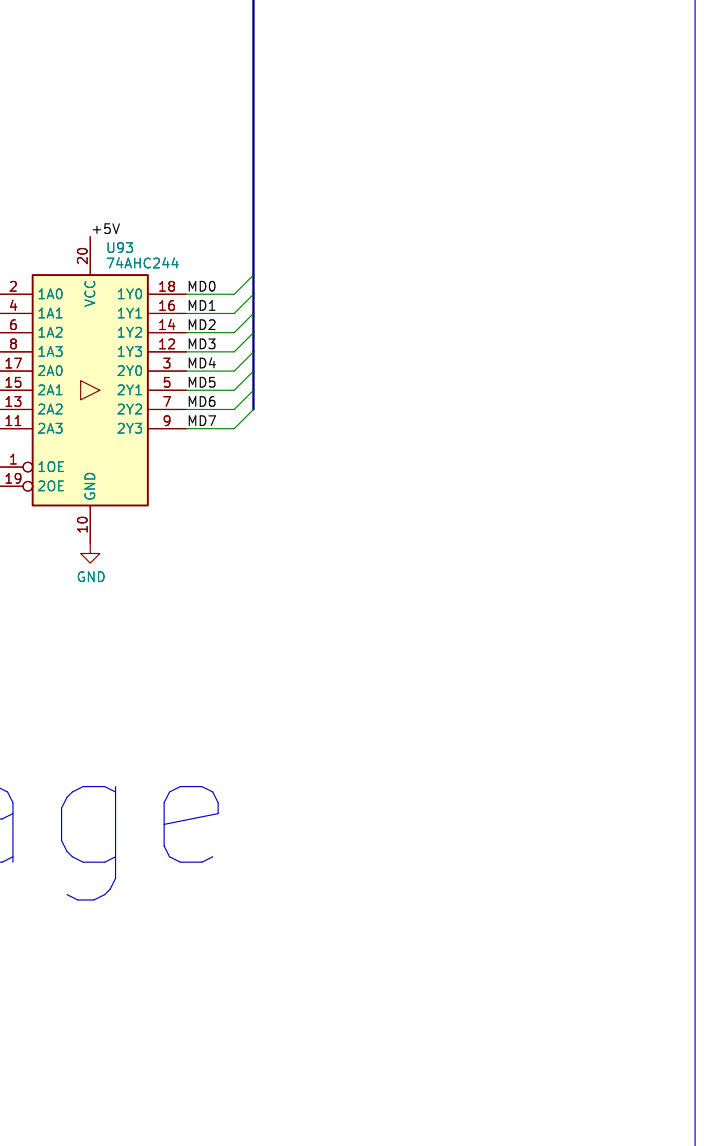 +5V
U93
74AHC244
20
VCC
2 1A0 1Y0 18 MD0
4 1A1 1Y1 16 MD1
6 1A2 1Y2 14 MD2
8 1A3 1Y3 12 MD3
17 2A0 2Y0 3 MD4
15 2A1 2Y1 5 MD5
13 2A2 2Y2 7 MD6
11 2A3 2Y3 9 MD7
1 1OE
19 2OE
GND
10
GND
age